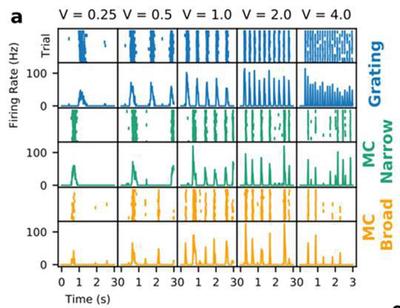 a
V = 0.25 V = 0.5 V = 1.0 V = 2.0 V = 4.0
Trial
Firing Rate (Hz)
100
0
Grating
100
0
MC
Narrow
100
0
MC
Broad
0 1 2 30 1 2 30 1 2 30 1 2 30 1 2 3
Time (s)